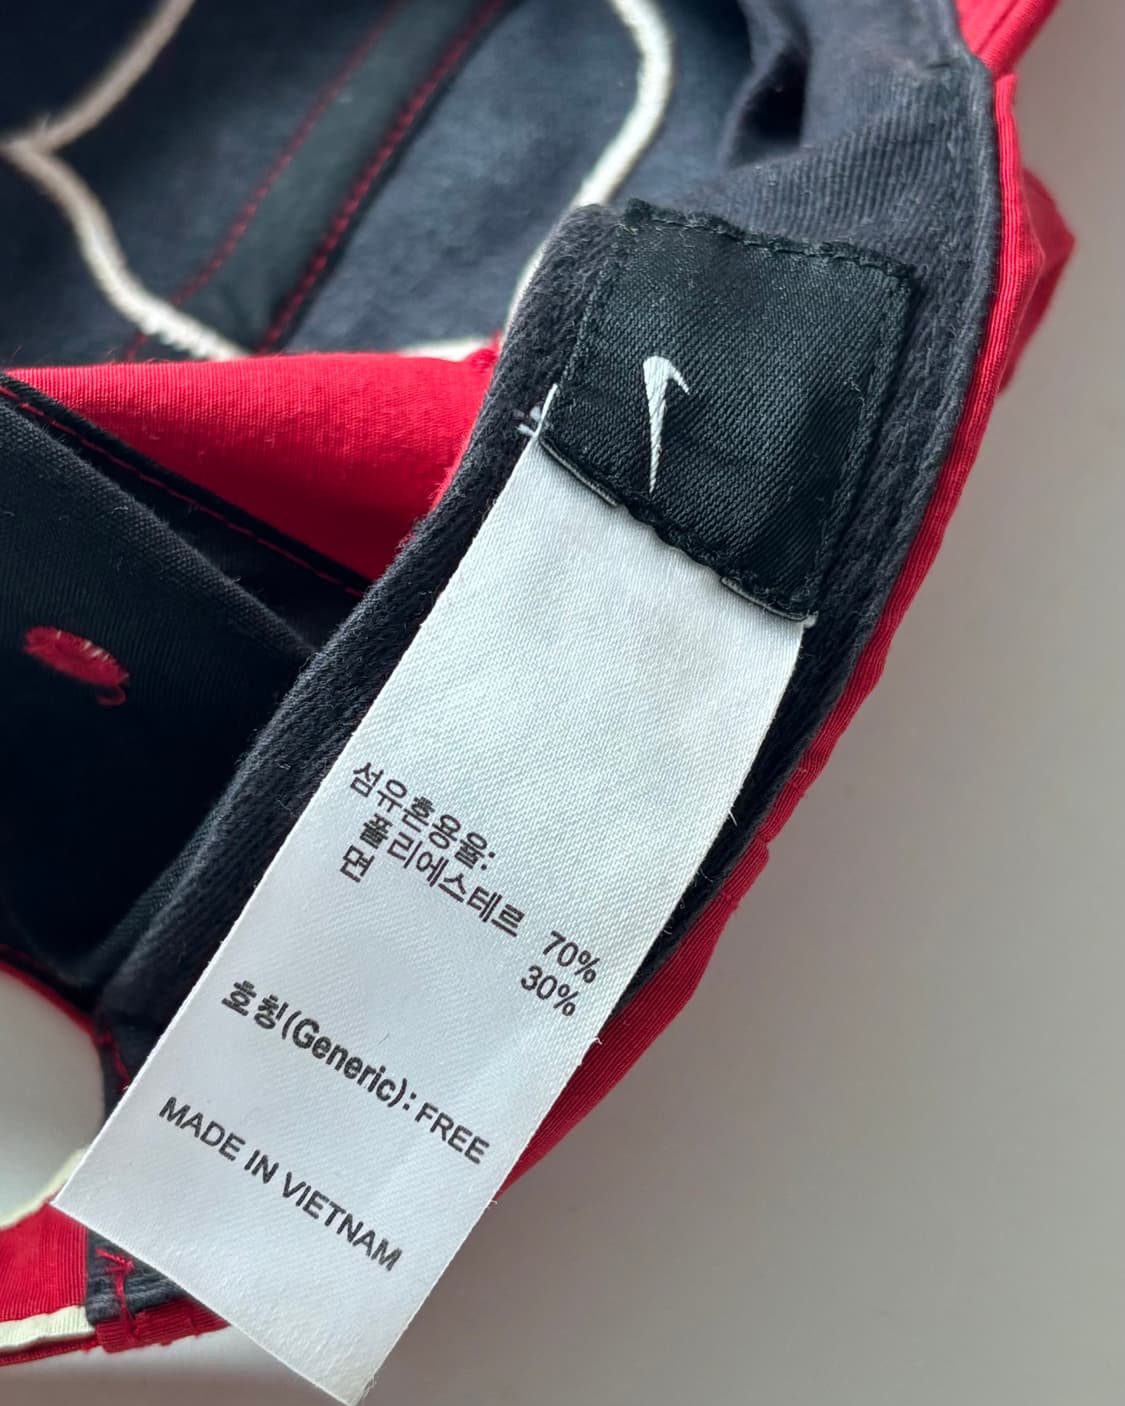 섬유혼용율:
폴리에스테르 70%
면 30%
호칭(Generic): FREE
MADE IN VIETNAM